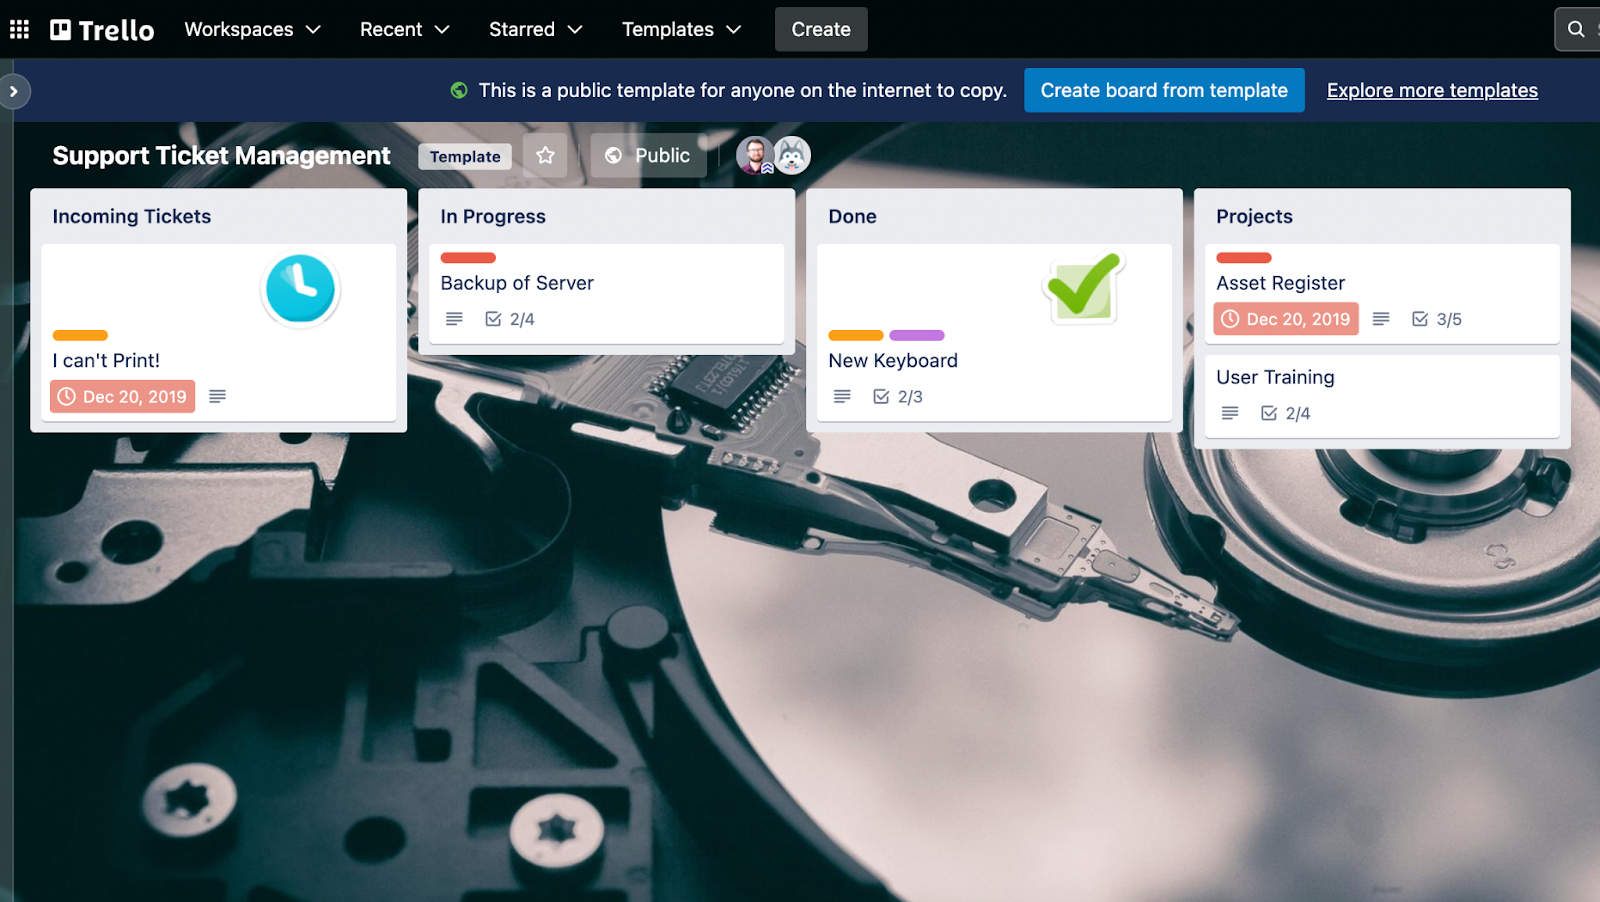 Trello Workspaces Recent Starred Templates Create
This is a public template for anyone on the internet to copy. Create board from template Explore more templates
Support Ticket Management Template Public
Incoming Tickets
I can't Print!
Dec 20, 2019
In Progress
Backup of Server
2/4
Done
New Keyboard
2/3
Projects
Asset Register
Dec 20, 2019 3/5
User Training
2/4